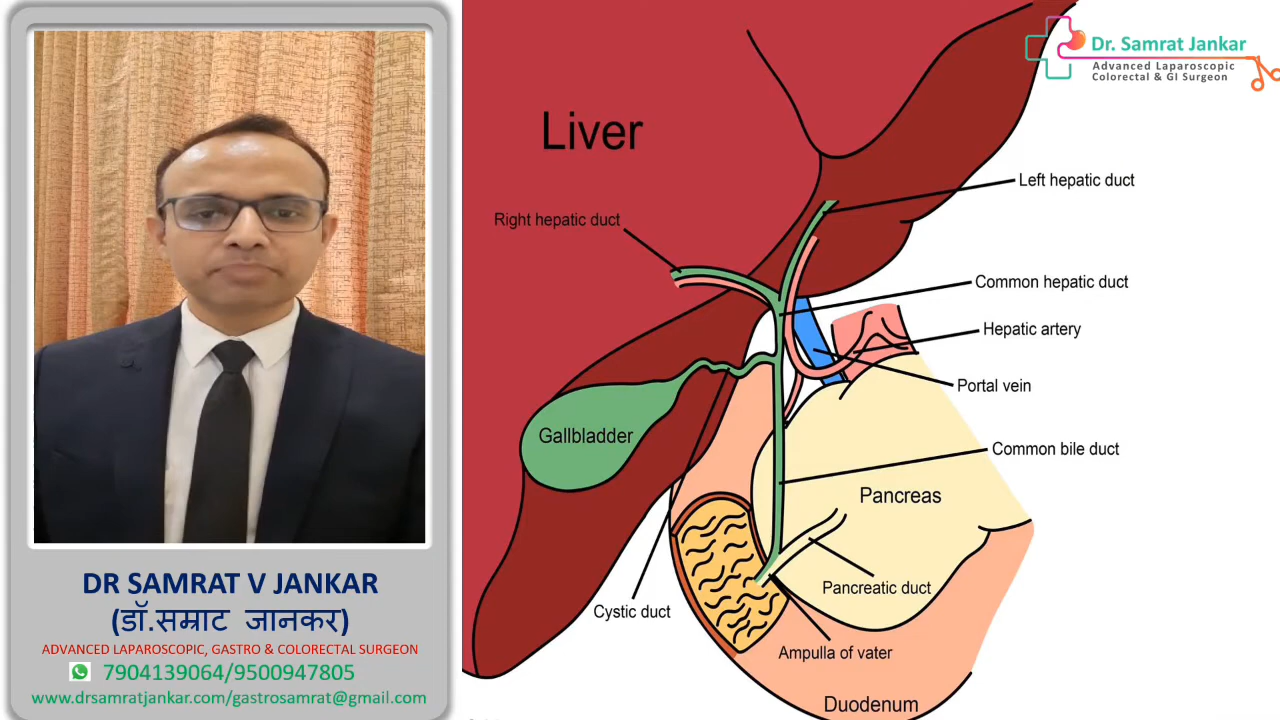 DR SAMRAT V JANKAR
(डॉ.सम्राट जानकर)
ADVANCED LAPAROSCOPIC, GASTRO & COLORECTAL SURGEON
7904139064/9500947805
www.drsamratjankar.com/gastrosamrat@gmail.com
Dr. Samrat Jankar
Advanced Laparoscopic
Colorectal & GI Surgeon
Liver
Left hepatic duct
Right hepatic duct
Common hepatic duct
Hepatic artery
Portal vein
Gallbladder
Common bile duct
Pancreas
Pancreatic duct
Cystic duct
Ampulla of vater
Duodenum